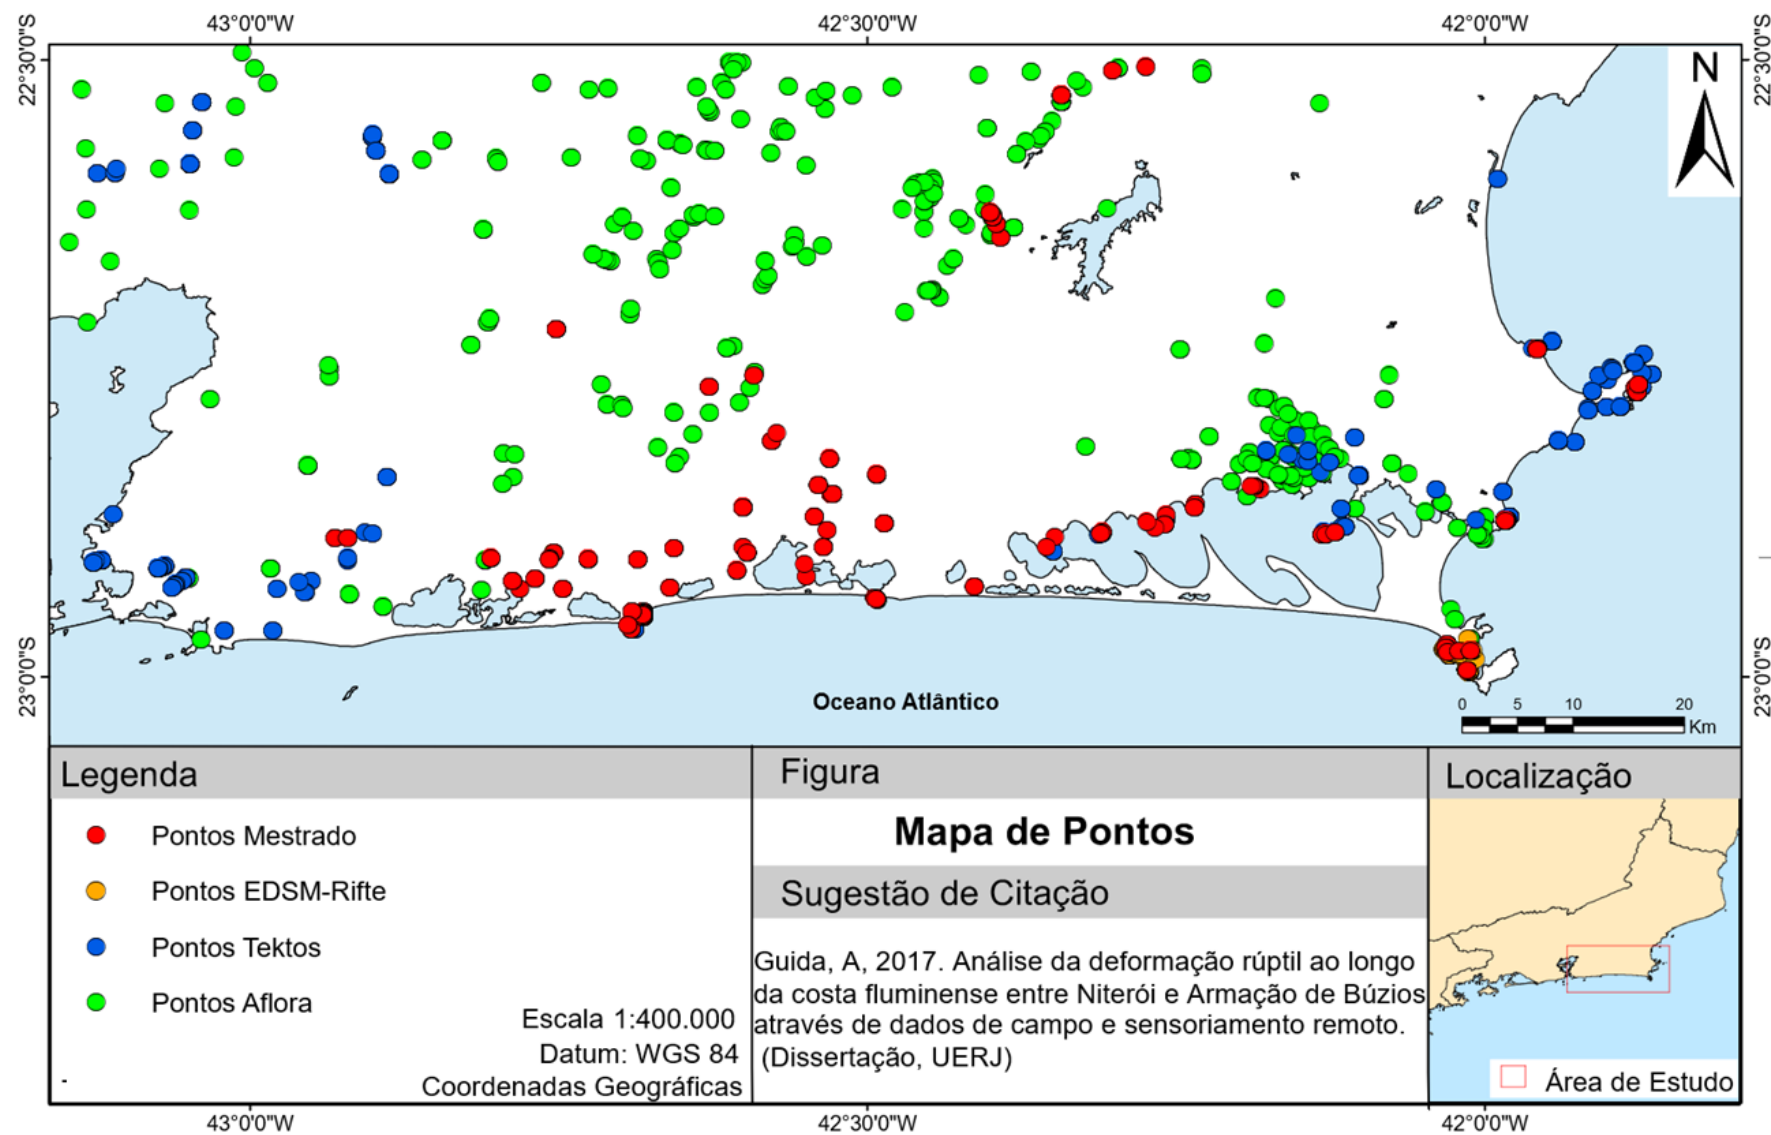 43°0'0"W 42°30'0"W 42°0'0"W
22°30'0"S
22°30'0"S
N
23°0'0"S
23°0'0"S
Oceano Atlântico
0 5 10 20
Km
Legenda
Pontos Mestrado
Pontos EDSM-Rifte
Pontos Tektos
Pontos Aflora
Escala 1:400.000
Datum: WGS 84
Coordenadas Geográficas
Figura
Mapa de Pontos
Sugestão de Citação
Guida, A, 2017. Análise da deformação rúptil ao longo
da costa fluminense entre Niterói e Armação de Búzios
através de dados de campo e sensoriamento remoto.
(Dissertação, UERJ)
Localização
Área de Estudo
43°0'0"W 42°30'0"W 42°0'0"W